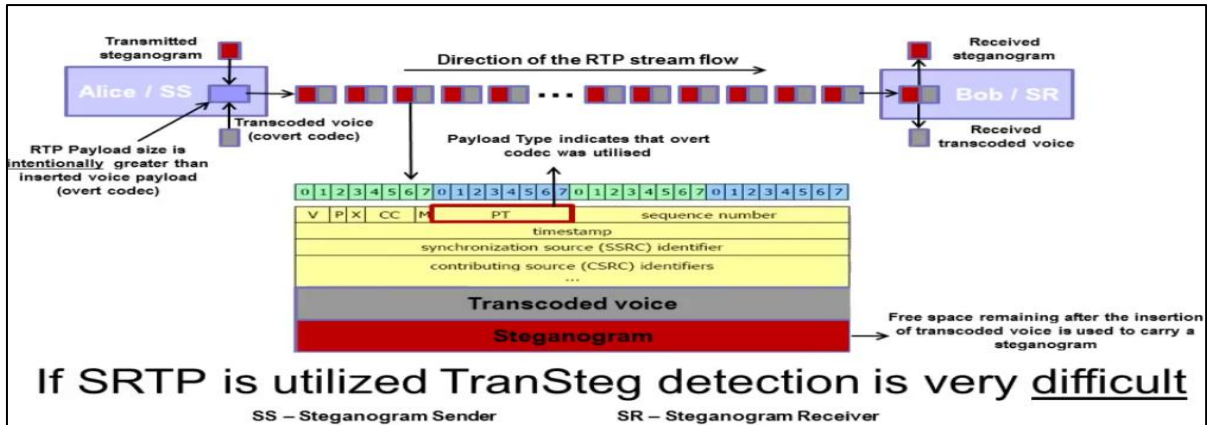 Transmitted
steganogram
Direction of the RTP stream flow
Received
steganogram
Alice / SS
Bob / SR
...
Transcoded voice
(covert codec)
RTP Payload size is
intentionally greater than
inserted voice payload
(overt codec)
Payload Type indicates that overt
codec was utilised
Received
transcoded voice
0 1 2 3 4 5 6 7 0 1 2 3 4 5 6 7 0 1 2 3 4 5 6 7 0 1 2 3 4 5 6 7
V P X CC M PT sequence number
timestamp
synchronization source (SSRC) identifier
contributing source (CSRC) identifiers
...
Transcoded voice
Steganogram
Free space remaining after the insertion
of transcoded voice is used to carry a
steganogram
If SRTP is utilized TranSteg detection is very difficult
SS – Steganogram Sender SR – Steganogram Receiver